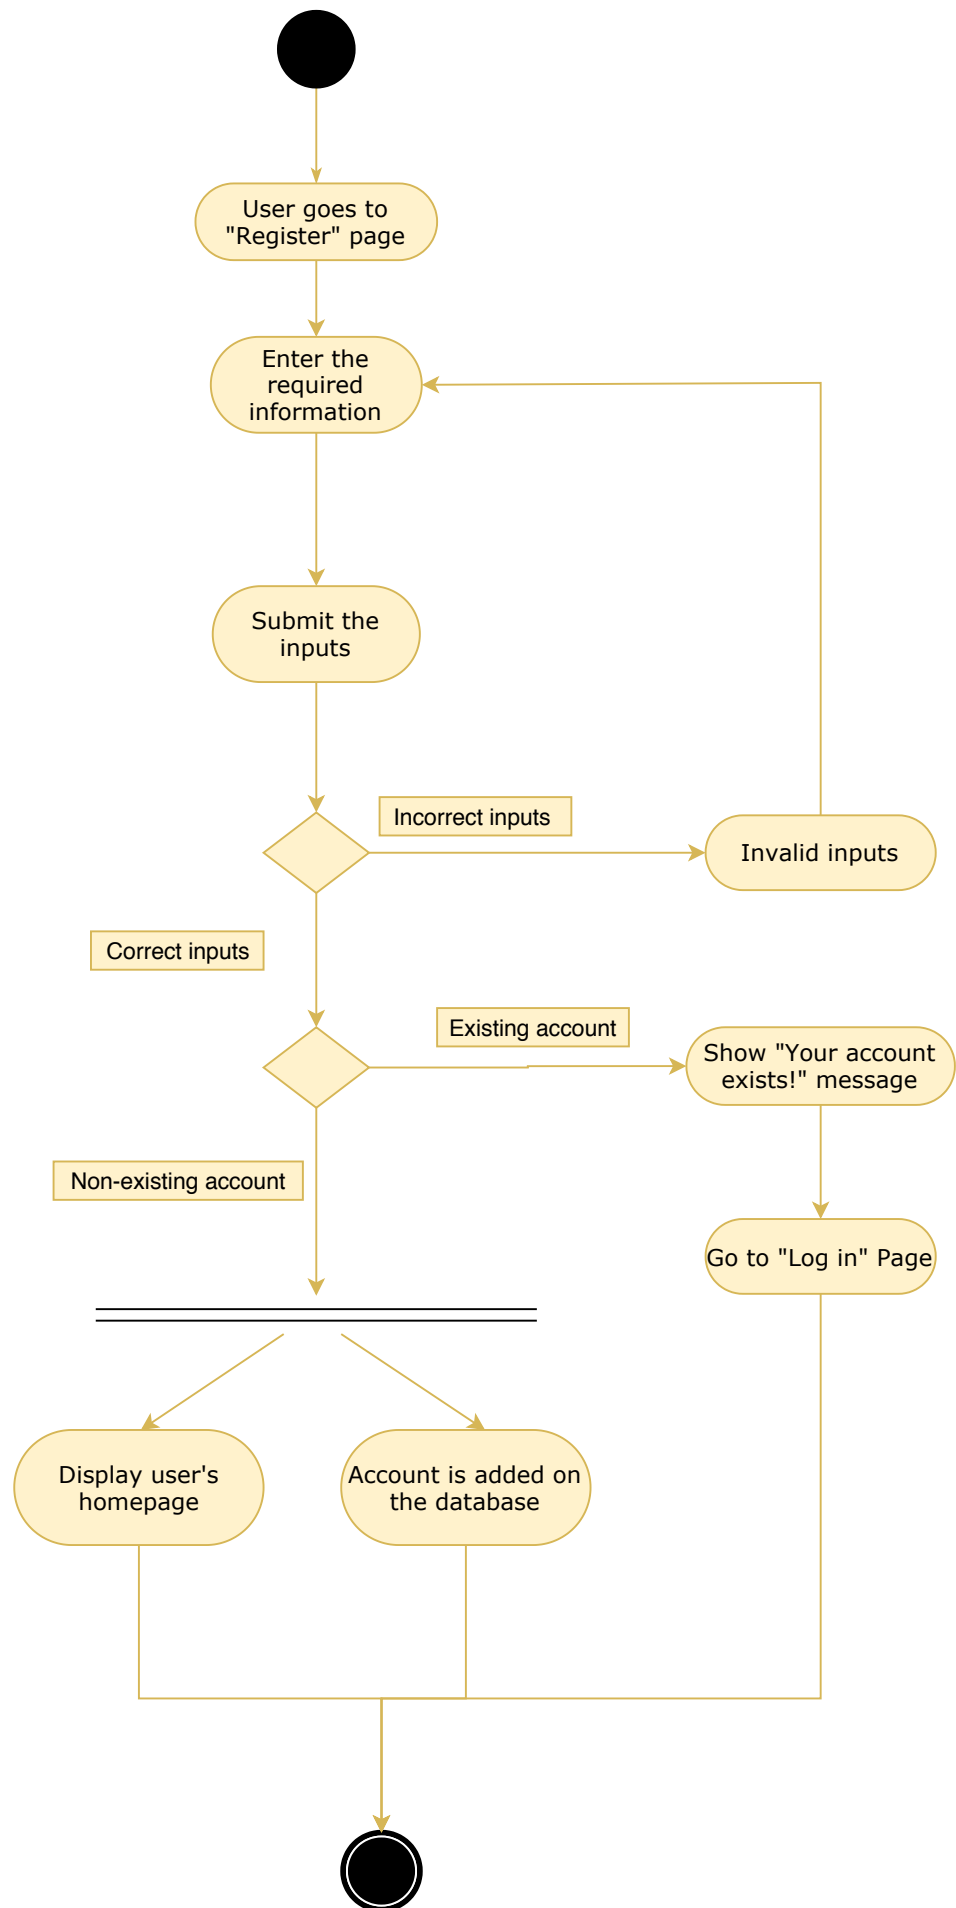 User goes to
"Register" page
Enter the
required
information
Submit the
inputs
Incorrect inputs
Invalid inputs
Correct inputs
Existing account
Show "Your account
exists!" message
Non-existing account
Go to "Log in" Page
Display user's
homepage
Account is added on
the database